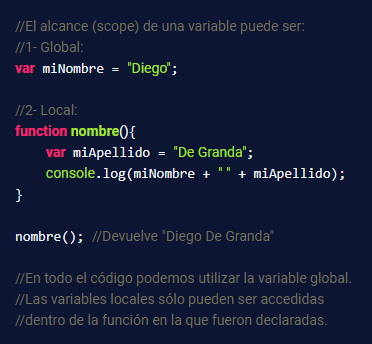 //El alcance (scope) de una variable puede ser:
//1- Global:
var miNombre = "Diego";
//2- Local:
function nombre(){
var miApellido = "De Granda";
console.log(miNombre + " " + miApellido);
}
nombre(); //Devuelve "Diego De Granda"
//En todo el código podemos utilizar la variable global.
//Las variables locales sólo pueden ser accedidas
//dentro de la función en la que fueron declaradas.